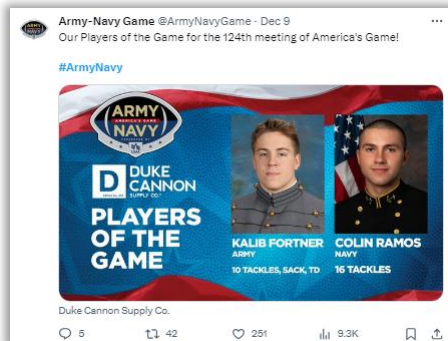 Army-Navy Game @ArmyNavyGame · Dec 9
Our Players of the Game for the 124th meeting of America's Game!
#ArmyNavy
ARMY
AMERICA'S GAME
NAVY
D
DUKE
CANNON
SUPPLY CO.
PLAYERS
OF THE
GAME
KALIB FORTNER
ARMY
10 TACKLES, SACK, TD
COLIN RAMOS
NAVY
16 TACKLES
Duke Cannon Supply Co.
5 42 251 9.3K